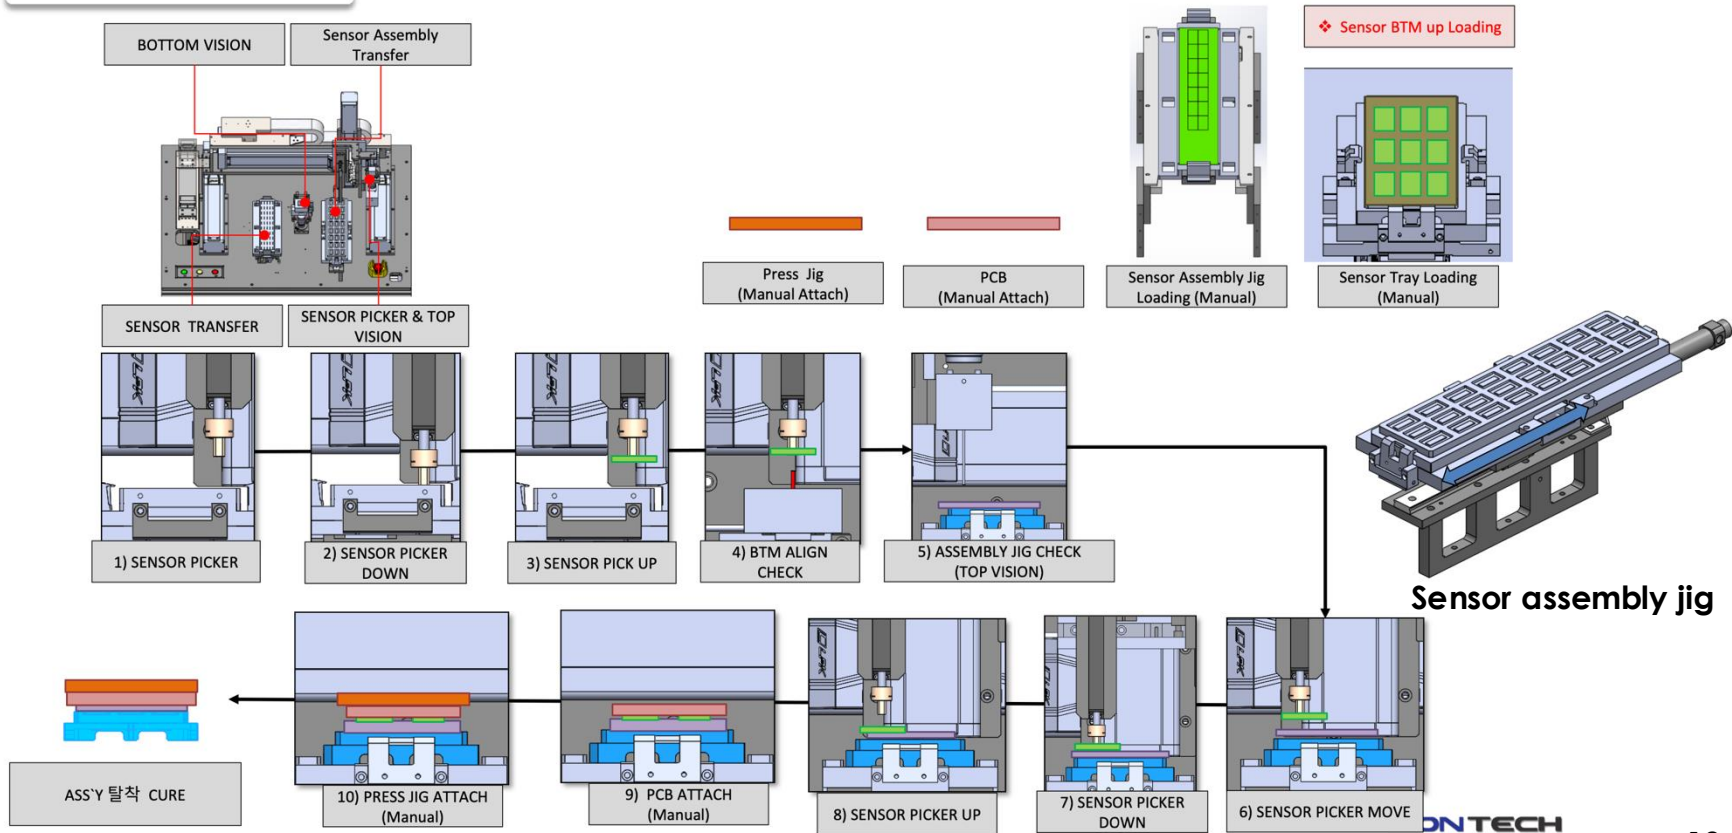 BOTTOM VISION
Sensor Assembly
Transfer
❖ Sensor BTM up Loading
Press Jig
(Manual Attach)
PCB
(Manual Attach)
Sensor Assembly Jig
Loading (Manual)
Sensor Tray Loading
(Manual)
SENSOR TRANSFER
SENSOR PICKER & TOP
VISION
1) SENSOR PICKER
2) SENSOR PICKER
DOWN
3) SENSOR PICK UP
4) BTM ALIGN
CHECK
5) ASSEMBLY JIG CHECK
(TOP VISION)
Sensor assembly jig
ASS`Y 탈착 CURE
10) PRESS JIG ATTACH
(Manual)
9) PCB ATTACH
(Manual)
8) SENSOR PICKER UP
7) SENSOR PICKER
DOWN
6) SENSOR PICKER MOVE